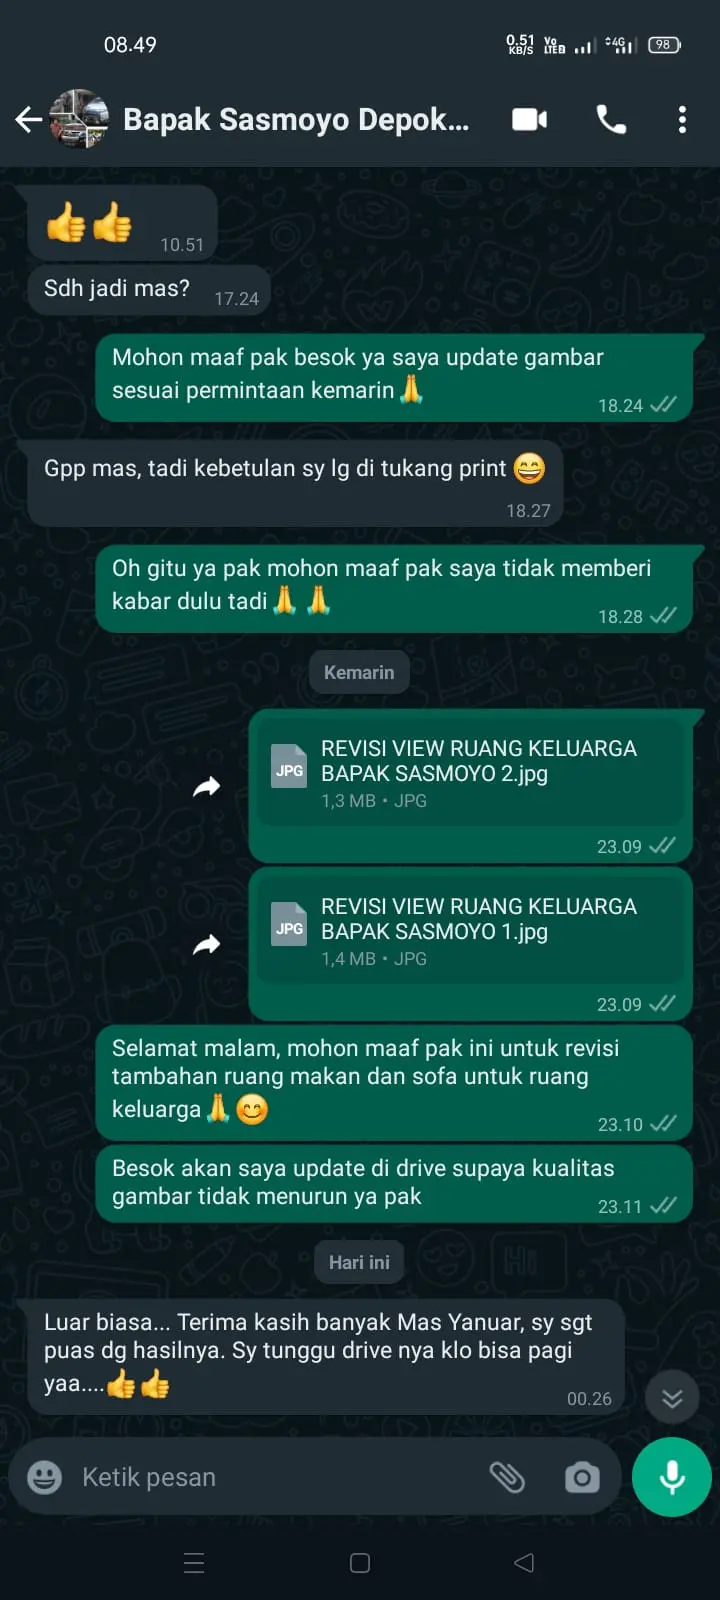 08.49
0.51 KB/S Vo LTE2 4G 98
Bapak Sasmoyo Depok...
👍👍 10.51
Sdh jadi mas? 17.24
Mohon maaf pak besok ya saya update gambar
sesuai permintaan kemarin🙏 18.24
Gpp mas, tadi kebetulan sy lg di tukang print😄
18.27
Oh gitu ya pak mohon maaf pak saya tidak memberi
kabar dulu tadi🙏🙏 18.28
Kemarin
REVISI VIEW RUANG KELUARGA
JPG
BAPAK SASMOYO 2.jpg
1,3 MB • JPG
23.09
REVISI VIEW RUANG KELUARGA
JPG
BAPAK SASMOYO 1.jpg
1,4 MB • JPG
23.09
Selamat malam, mohon maaf pak ini untuk revisi
tambahan ruang makan dan sofa untuk ruang
keluarga🙏😊 23.10
Besok akan saya update di drive supaya kualitas
gambar tidak menurun ya pak 23.11
Hari ini
Luar biasa... Terima kasih banyak Mas Yanuar, sy sgt
puas dg hasilnya. Sy tunggu drive nya klo bisa pagi
yaa....👍👍 00.26
Ketik pesan